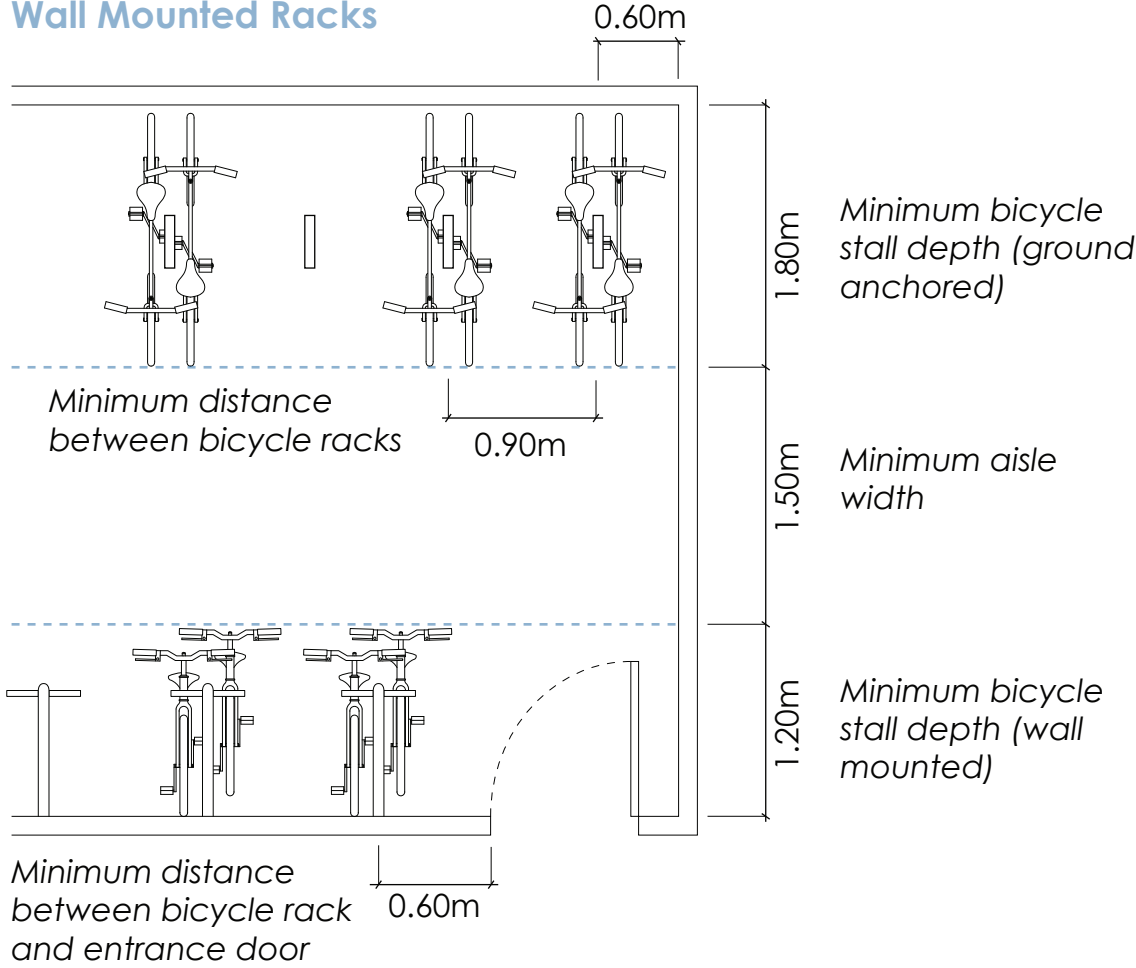 Wall Mounted Racks
0.60m
1.80m
Minimum bicycle
stall depth (ground
anchored)
Minimum distance
between bicycle racks
0.90m
1.50m
Minimum aisle
width
1.20m
Minimum bicycle
stall depth (wall
mounted)
Minimum distance
between bicycle rack
and entrance door
0.60m